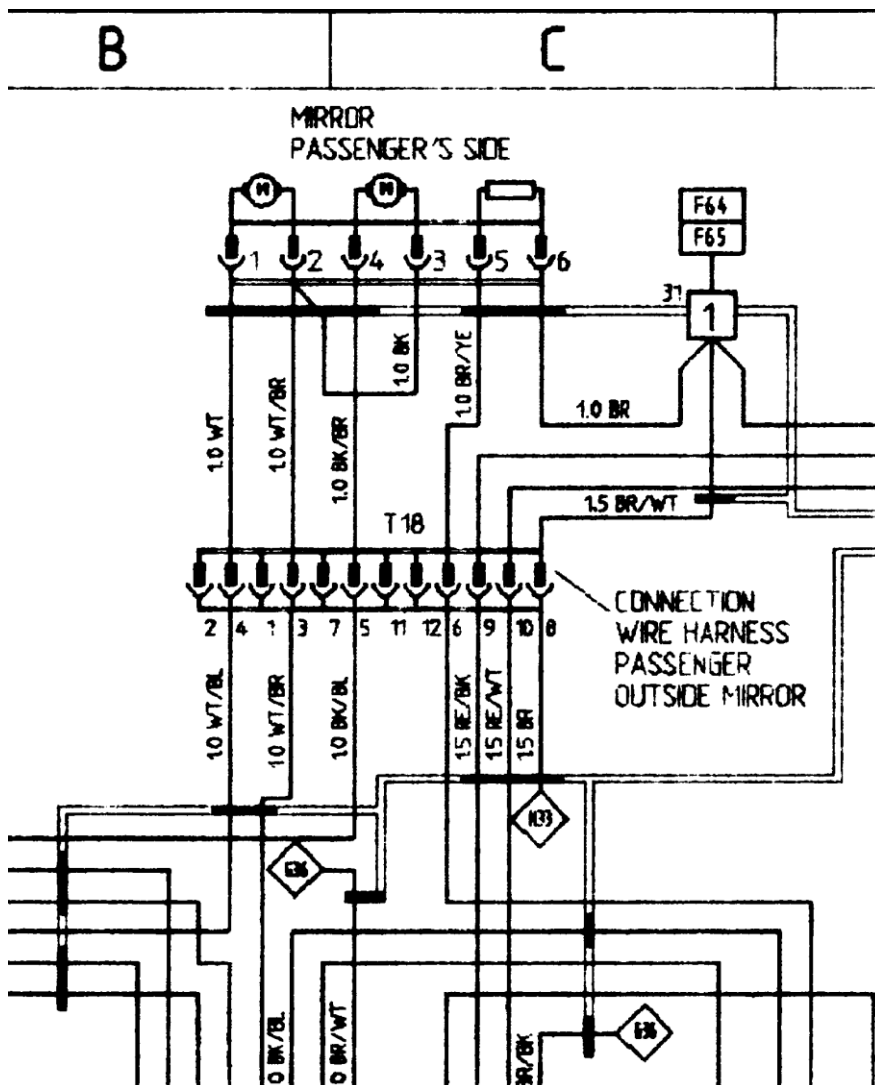 B
C
MIRROR
PASSENGER'S SIDE
M
M
F64
F65
1
2
4
3
5
6
31
1
1.0 WT
1.0 WT/BR
1.0 BK/BR
1.0 BK
1.0 BR/YE
1.0 BR
1.5 BR/WT
T18
2
4
1
3
7
5
11
12
6
9
10
8
CONNECTION
WIRE HARNESS
PASSENGER
OUTSIDE MIRROR
1.0 WT/BL
1.0 WT/BR
1.0 BK/BL
1.5 RE/BK
1.5 RE/WT
1.5 BR
0 BK/BL
0 BR/WT
BR/BK